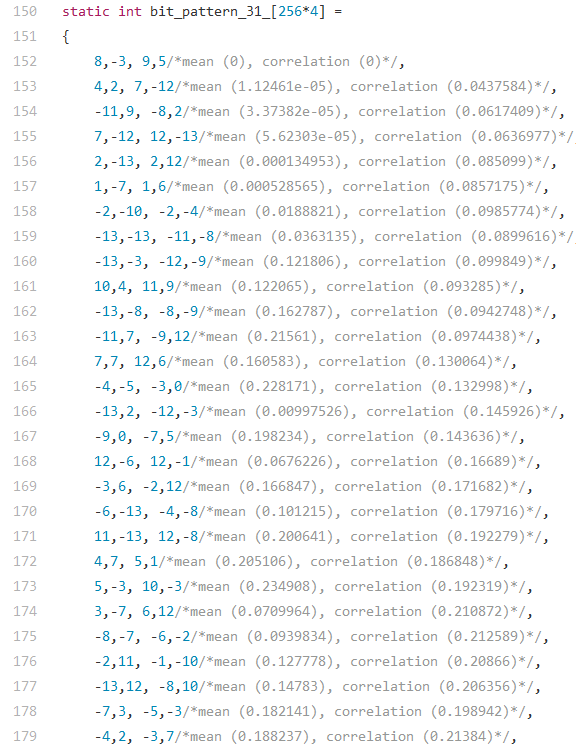 150 static int bit_pattern_31_[256*4] =
151 {
152 8,-3, 9,5/*mean (0), correlation (0)*/,
153 4,2, 7,-12/*mean (1.12461e-05), correlation (0.0437584)*/,
154 -11,9, -8,2/*mean (3.37382e-05), correlation (0.0617409)*/,
155 7,-12, 12,-13/*mean (5.62303e-05), correlation (0.0636977)*/
156 2,-13, 2,12/*mean (0.000134953), correlation (0.085099)*/,
157 1,-7, 1,6/*mean (0.000528565), correlation (0.0857175)*/,
158 -2,-10, -2,-4/*mean (0.0188821), correlation (0.0985774)*/,
159 -13,-13, -11,-8/*mean (0.0363135), correlation (0.0899616)*/
160 -13,-3, -12,-9/*mean (0.121806), correlation (0.099849)*/,
161 10,4, 11,9/*mean (0.122065), correlation (0.093285)*/,
162 -13,-8, -8,-9/*mean (0.162787), correlation (0.0942748)*/,
163 -11,7, -9,12/*mean (0.21561), correlation (0.0974438)*/,
164 7,7, 12,6/*mean (0.160583), correlation (0.130064)*/,
165 -4,-5, -3,0/*mean (0.228171), correlation (0.132998)*/,
166 -13,2, -12,-3/*mean (0.00997526), correlation (0.145926)*/,
167 -9,0, -7,5/*mean (0.198234), correlation (0.143636)*/,
168 12,-6, 12,-1/*mean (0.0676226), correlation (0.16689)*/,
169 -3,6, -2,12/*mean (0.166847), correlation (0.171682)*/,
170 -6,-13, -4,-8/*mean (0.101215), correlation (0.179716)*/,
171 11,-13, 12,-8/*mean (0.200641), correlation (0.192279)*/,
172 4,7, 5,1/*mean (0.205106), correlation (0.186848)*/,
173 5,-3, 10,-3/*mean (0.234908), correlation (0.192319)*/,
174 3,-7, 6,12/*mean (0.0709964), correlation (0.210872)*/,
175 -8,-7, -6,-2/*mean (0.0939834), correlation (0.212589)*/,
176 -2,11, -1,-10/*mean (0.127778), correlation (0.20866)*/,
177 -13,12, -8,10/*mean (0.14783), correlation (0.206356)*/,
178 -7,3, -5,-3/*mean (0.182141), correlation (0.198942)*/,
179 -4,2, -3,7/*mean (0.188237), correlation (0.21384)*/,